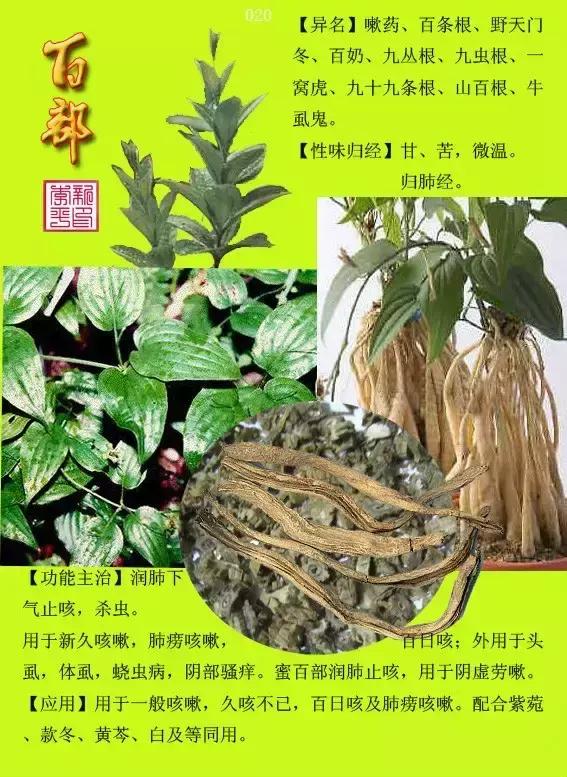 020
百部
【异名】嗽药、百条根、野天门
冬、百奶、九丛根、九虫根、一
窝虎、九十九条根、山百根、牛
虱鬼。
【性味归经】甘、苦，微温。
归肺经。
【功能主治】润肺下
气止咳，杀虫。
用于新久咳嗽，肺痨咳嗽， 百日咳；外用于头
虱，体虱，蛲虫病，阴部骚痒。蜜百部润肺止咳，用于阴虚劳嗽。
【应用】用于一般咳嗽，久咳不已，百日咳及肺痨咳嗽。配合紫菀
、款冬、黄芩、白及等同用。